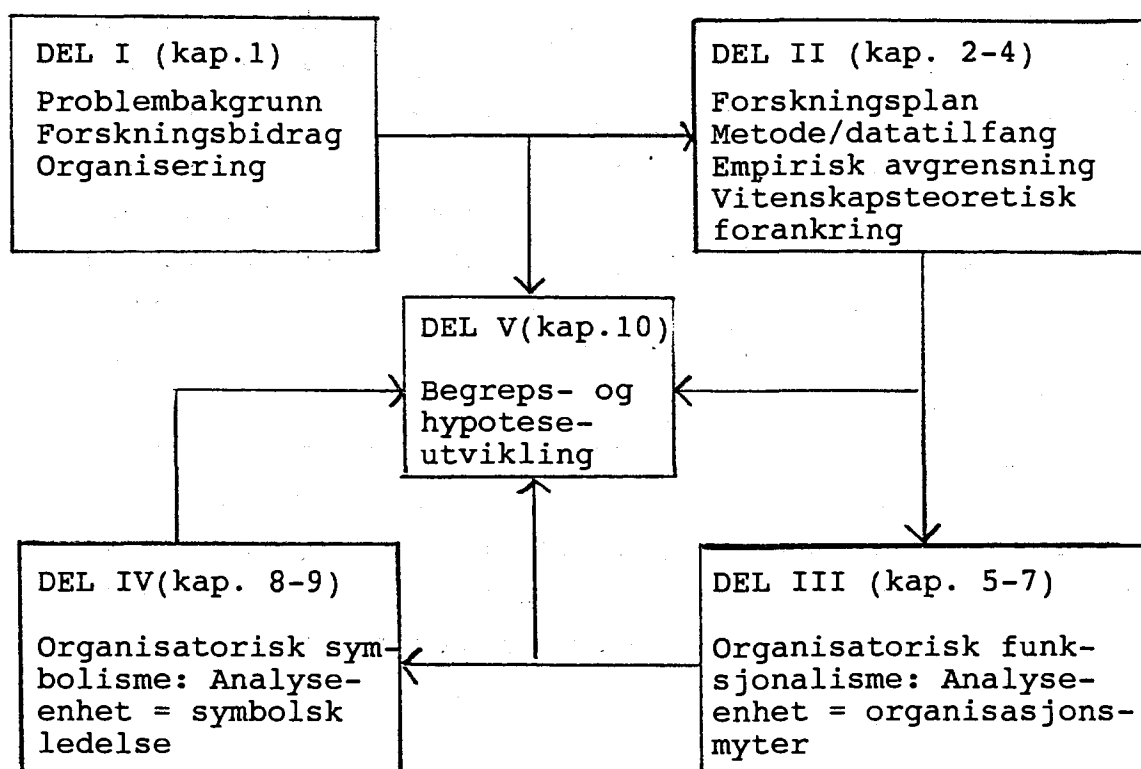 DEL I (kap.1)
Problembakgrunn
Forskningsbidrag
Organisering
DEL II (kap. 2-4)
Forskningsplan
Metode/datatilfang
Empirisk avgrensning
Vitenskapsteoretisk
forankring
DEL V(kap.10)
Begreps- og
hypotese-
utvikling
DEL IV(kap. 8-9)
Organisatorisk sym-
bolisme: Analyse-
enhet = symbolsk
ledelse
DEL III (kap. 5-7)
Organisatorisk funk-
sjonalisme: Analyse-
enhet = organisasjons-
myter